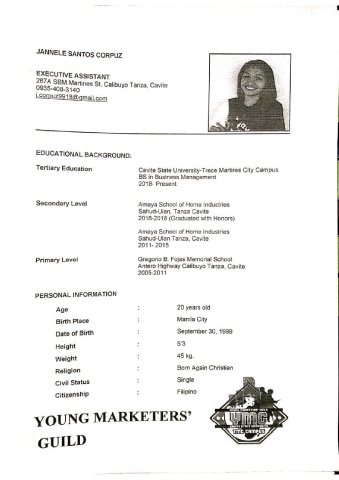 JANNELE SANTOS CORPUZ
EXECUTIVE ASSISTANT
267A SBM Martines St. Calibuyo Tanza, Cavite
0935-408-3140
j.corpuz9918@gmail.com
EDUCATIONAL BACKGROUND:
Tertiary Education
Cavite State University-Trece Martires City Campus
BS in Business Management
2018- Present
Secondary Level
Amaya School of Home Industries
Sahud-Ulan, Tanza Cavite
2016-2018 (Graduated with Honors)
Amaya School of Home Industries
Sahud-Ulan Tanza, Cavite
2011- 2015
Primary Level
Gregorio B. Fojas Memorial School
Antero Highway Calibuyo Tanza, Cavite
2005-2011
PERSONAL INFORMATION
Age : 20 years old
Birth Place : Manila City
Date of Birth : September 30, 1999
Height : 5'3
Weight : 45 kg.
Religion : Born Again Christian
Civil Status : Single
Citizenship : Filipino
YOUNG MARKETERS'
GUILD
YMG